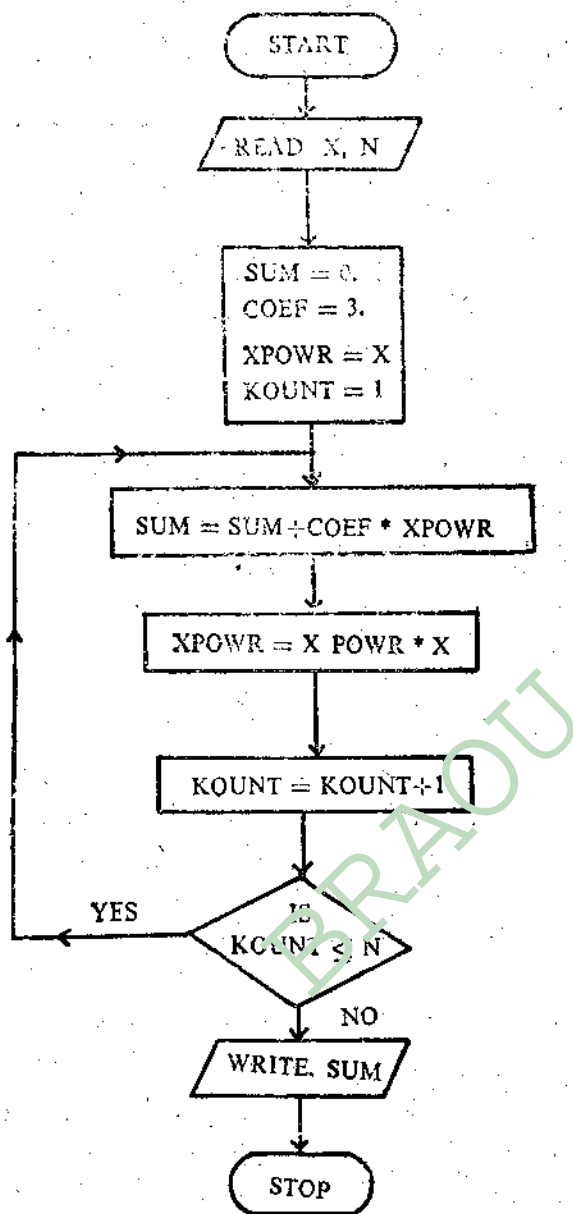 START
READ X, N
SUM = 0.
COEF = 3.
XPOWR = X
KOUNT = 1
SUM = SUM+COEF * XPOWR
XPOWR = X POWR * X
KOUNT = KOUNT+1
YES
IS
KOUNT ≤ N
NO
WRITE. SUM
STOP
BRAOU